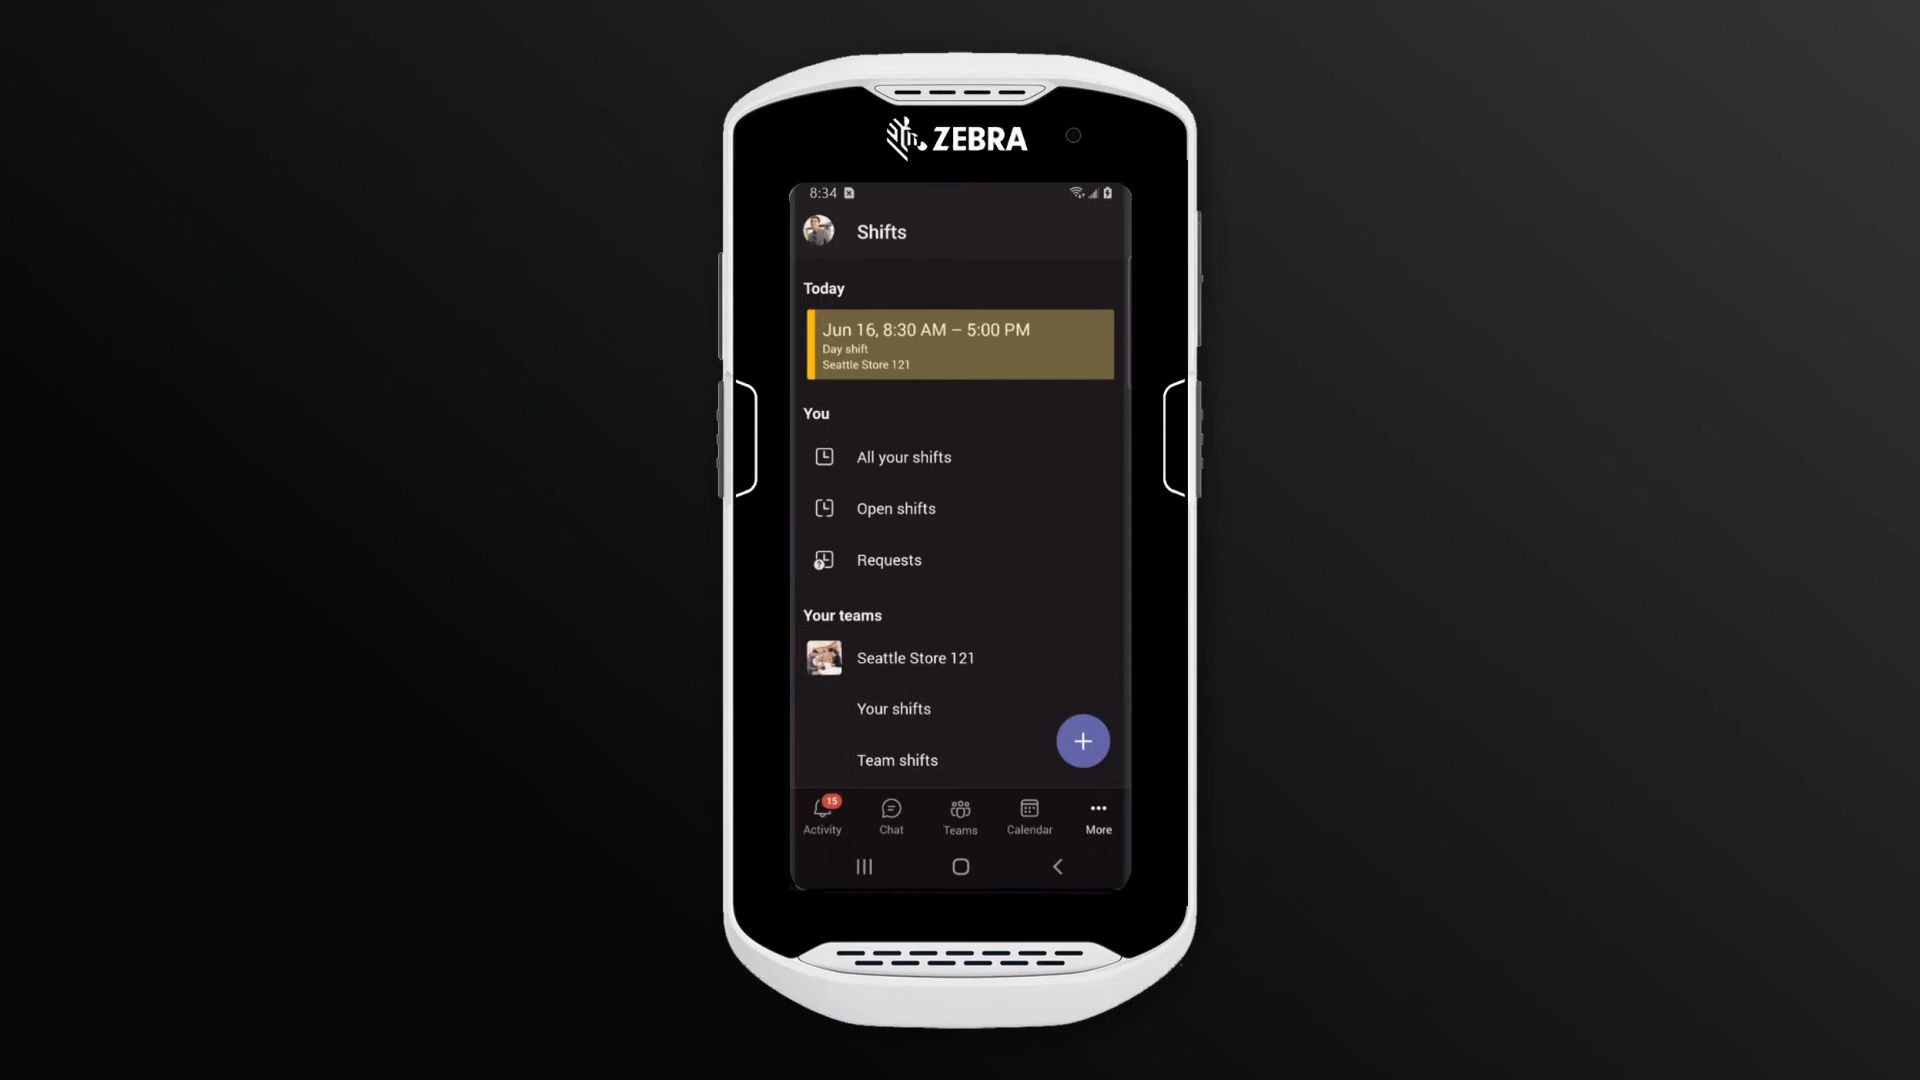 ZEBRA
8:34
Shifts
Today
Jun 16, 8:30 AM – 5:00 PM
Day shift
Seattle Store 121
You
All your shifts
Open shifts
Requests
Your teams
Seattle Store 121
Your shifts
Team shifts
15
Activity
Chat
Teams
Calendar
More